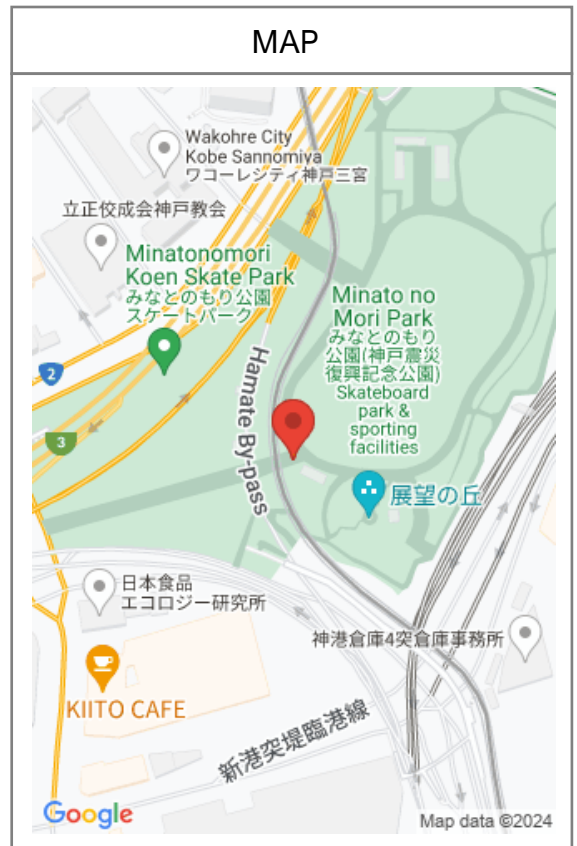 MAP
Wakohre City
Kobe Sannomiya
ワコーレシティ神戸三宮
立正佼成会神戸教会
Minatonomori
Koen Skate Park
みなとのもり公園
スケートパーク
Minato no
Mori Park
みなとのもり
公園(神戸震災
復興記念公園)
Skateboard
park &
sporting
facilities
2
3
Hamate By-pass
展望の丘
日本食品
エコロジー研究所
神港倉庫4突倉庫事務所
KIITO CAFE
新港突堤臨港線
Google
Map data ©2024